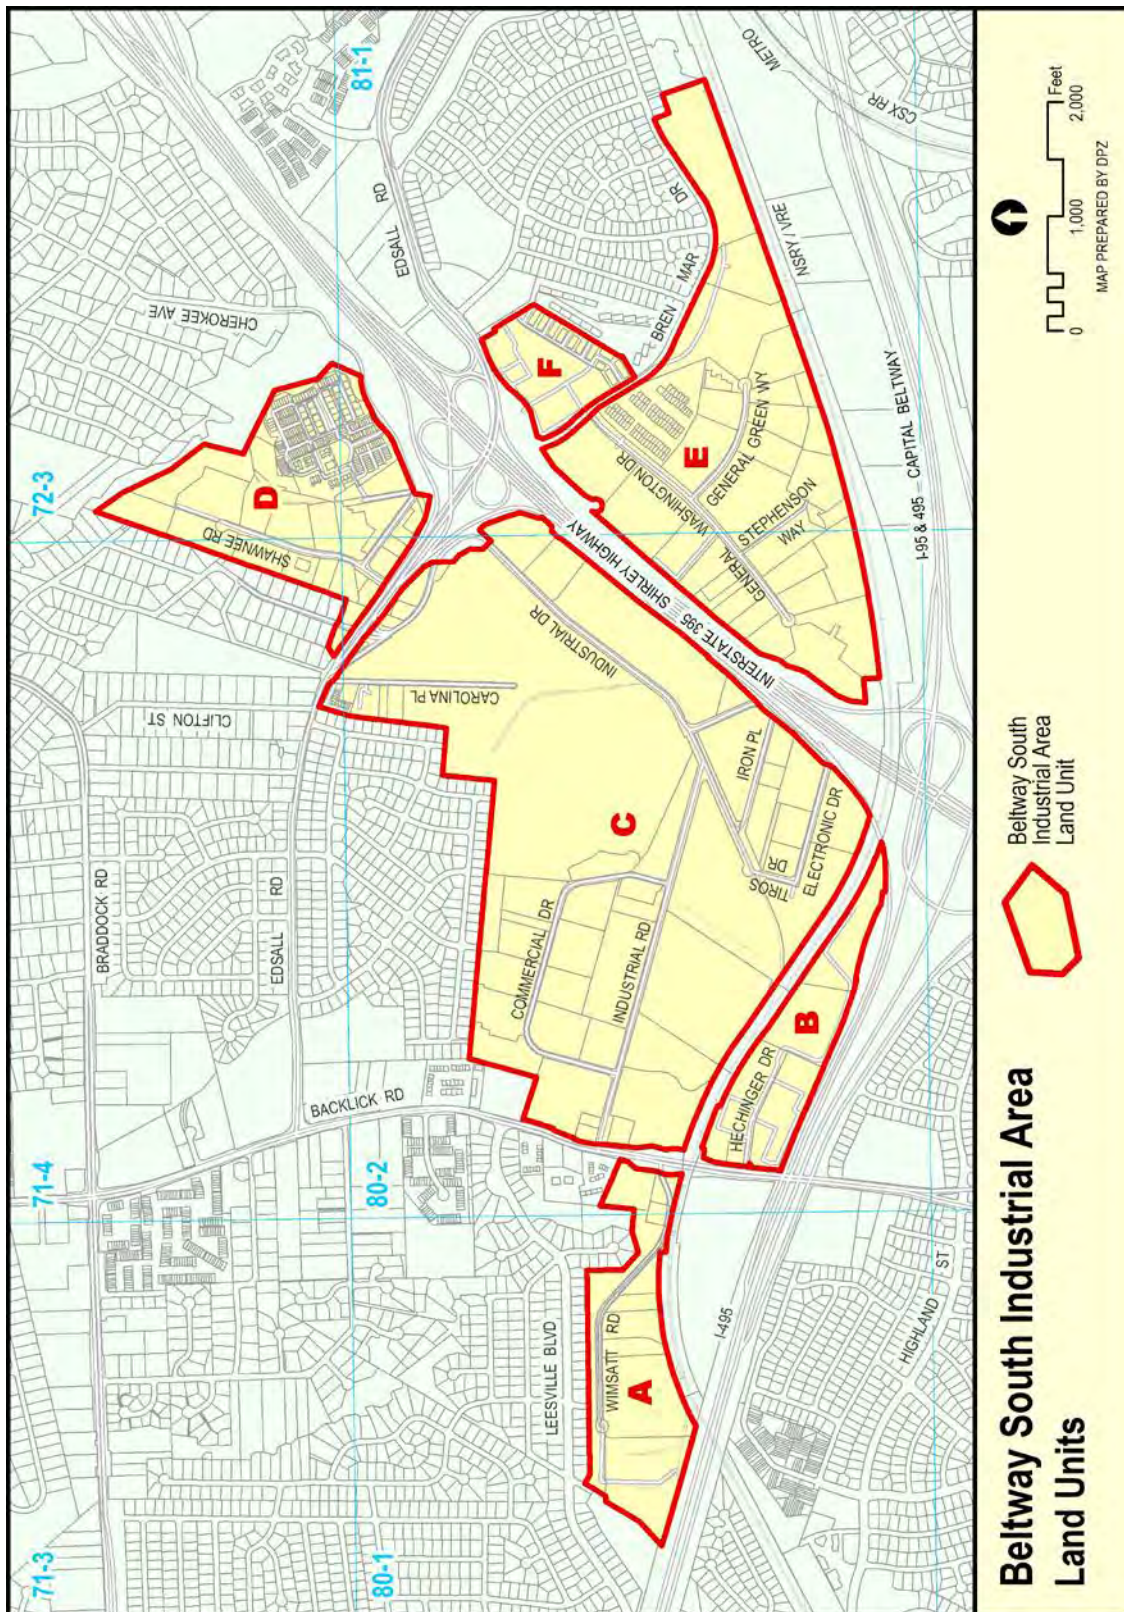 71-3
71-4
72-3
80-1
80-2
81-1
BRADDOCK RD
EDSALL RD
BACKLICK RD
CLIFTON ST
CHEROKEE AVE
EDSALL RD
SHAWNEE RD
D
CAROLINA PL
INDUSTRIAL DR
COMMERCIAL DR
INDUSTRIAL RD
C
IRON PL
TIROS DR
ELECTRONIC DR
LEESVILLE BLVD
WIMSATT RD
A
HECHINGER DR
B
I-495
HIGHLAND ST
INTERSTATE 395 SHIRLEY HIGHWAY
F
BREN MAR DR
E
GENERAL WASHINGTON DR
GENERAL GREEN WY
STEPHENSON WAY
NSRY / VRE
I-95 & 495 - CAPITAL BELTWAY
METRO
CSX RR
Beltway South Industrial Area
Land Units
Beltway South
Industrial Area
Land Unit
0 1,000 2,000 Feet
MAP PREPARED BY DPZ